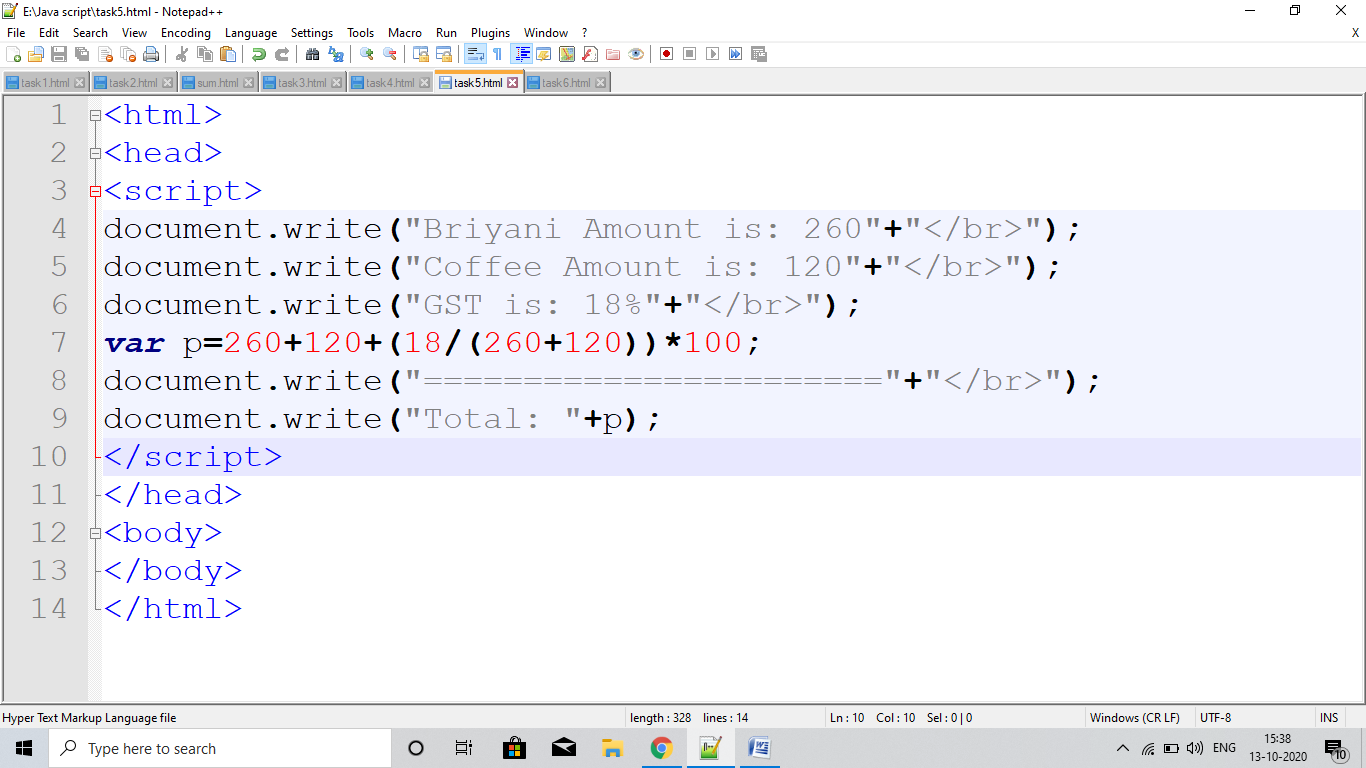 E:\Java script\task5.html - Notepad++
File Edit Search View Encoding Language Settings Tools Macro Run Plugins Window ? X
task1.html task2.html sum.html task3.html task4.html task5.html task6.html
1 <html>
2 <head>
3 <script>
4 document.write("Briyani Amount is: 260"+"</br>");
5 document.write("Coffee Amount is: 120"+"</br>");
6 document.write("GST is: 18%"+"</br>");
7 var p=260+120+(18/(260+120))*100;
8 document.write("======================="+"</br>");
9 document.write("Total: "+p);
10 </script>
11 </head>
12 <body>
13 </body>
14 </html>
Hyper Text Markup Language file length : 328 lines : 14 Ln : 10 Col : 10 Sel : 0 | 0 Windows (CR LF) UTF-8 INS
Type here to search ENG 15:38
13-10-2020 10